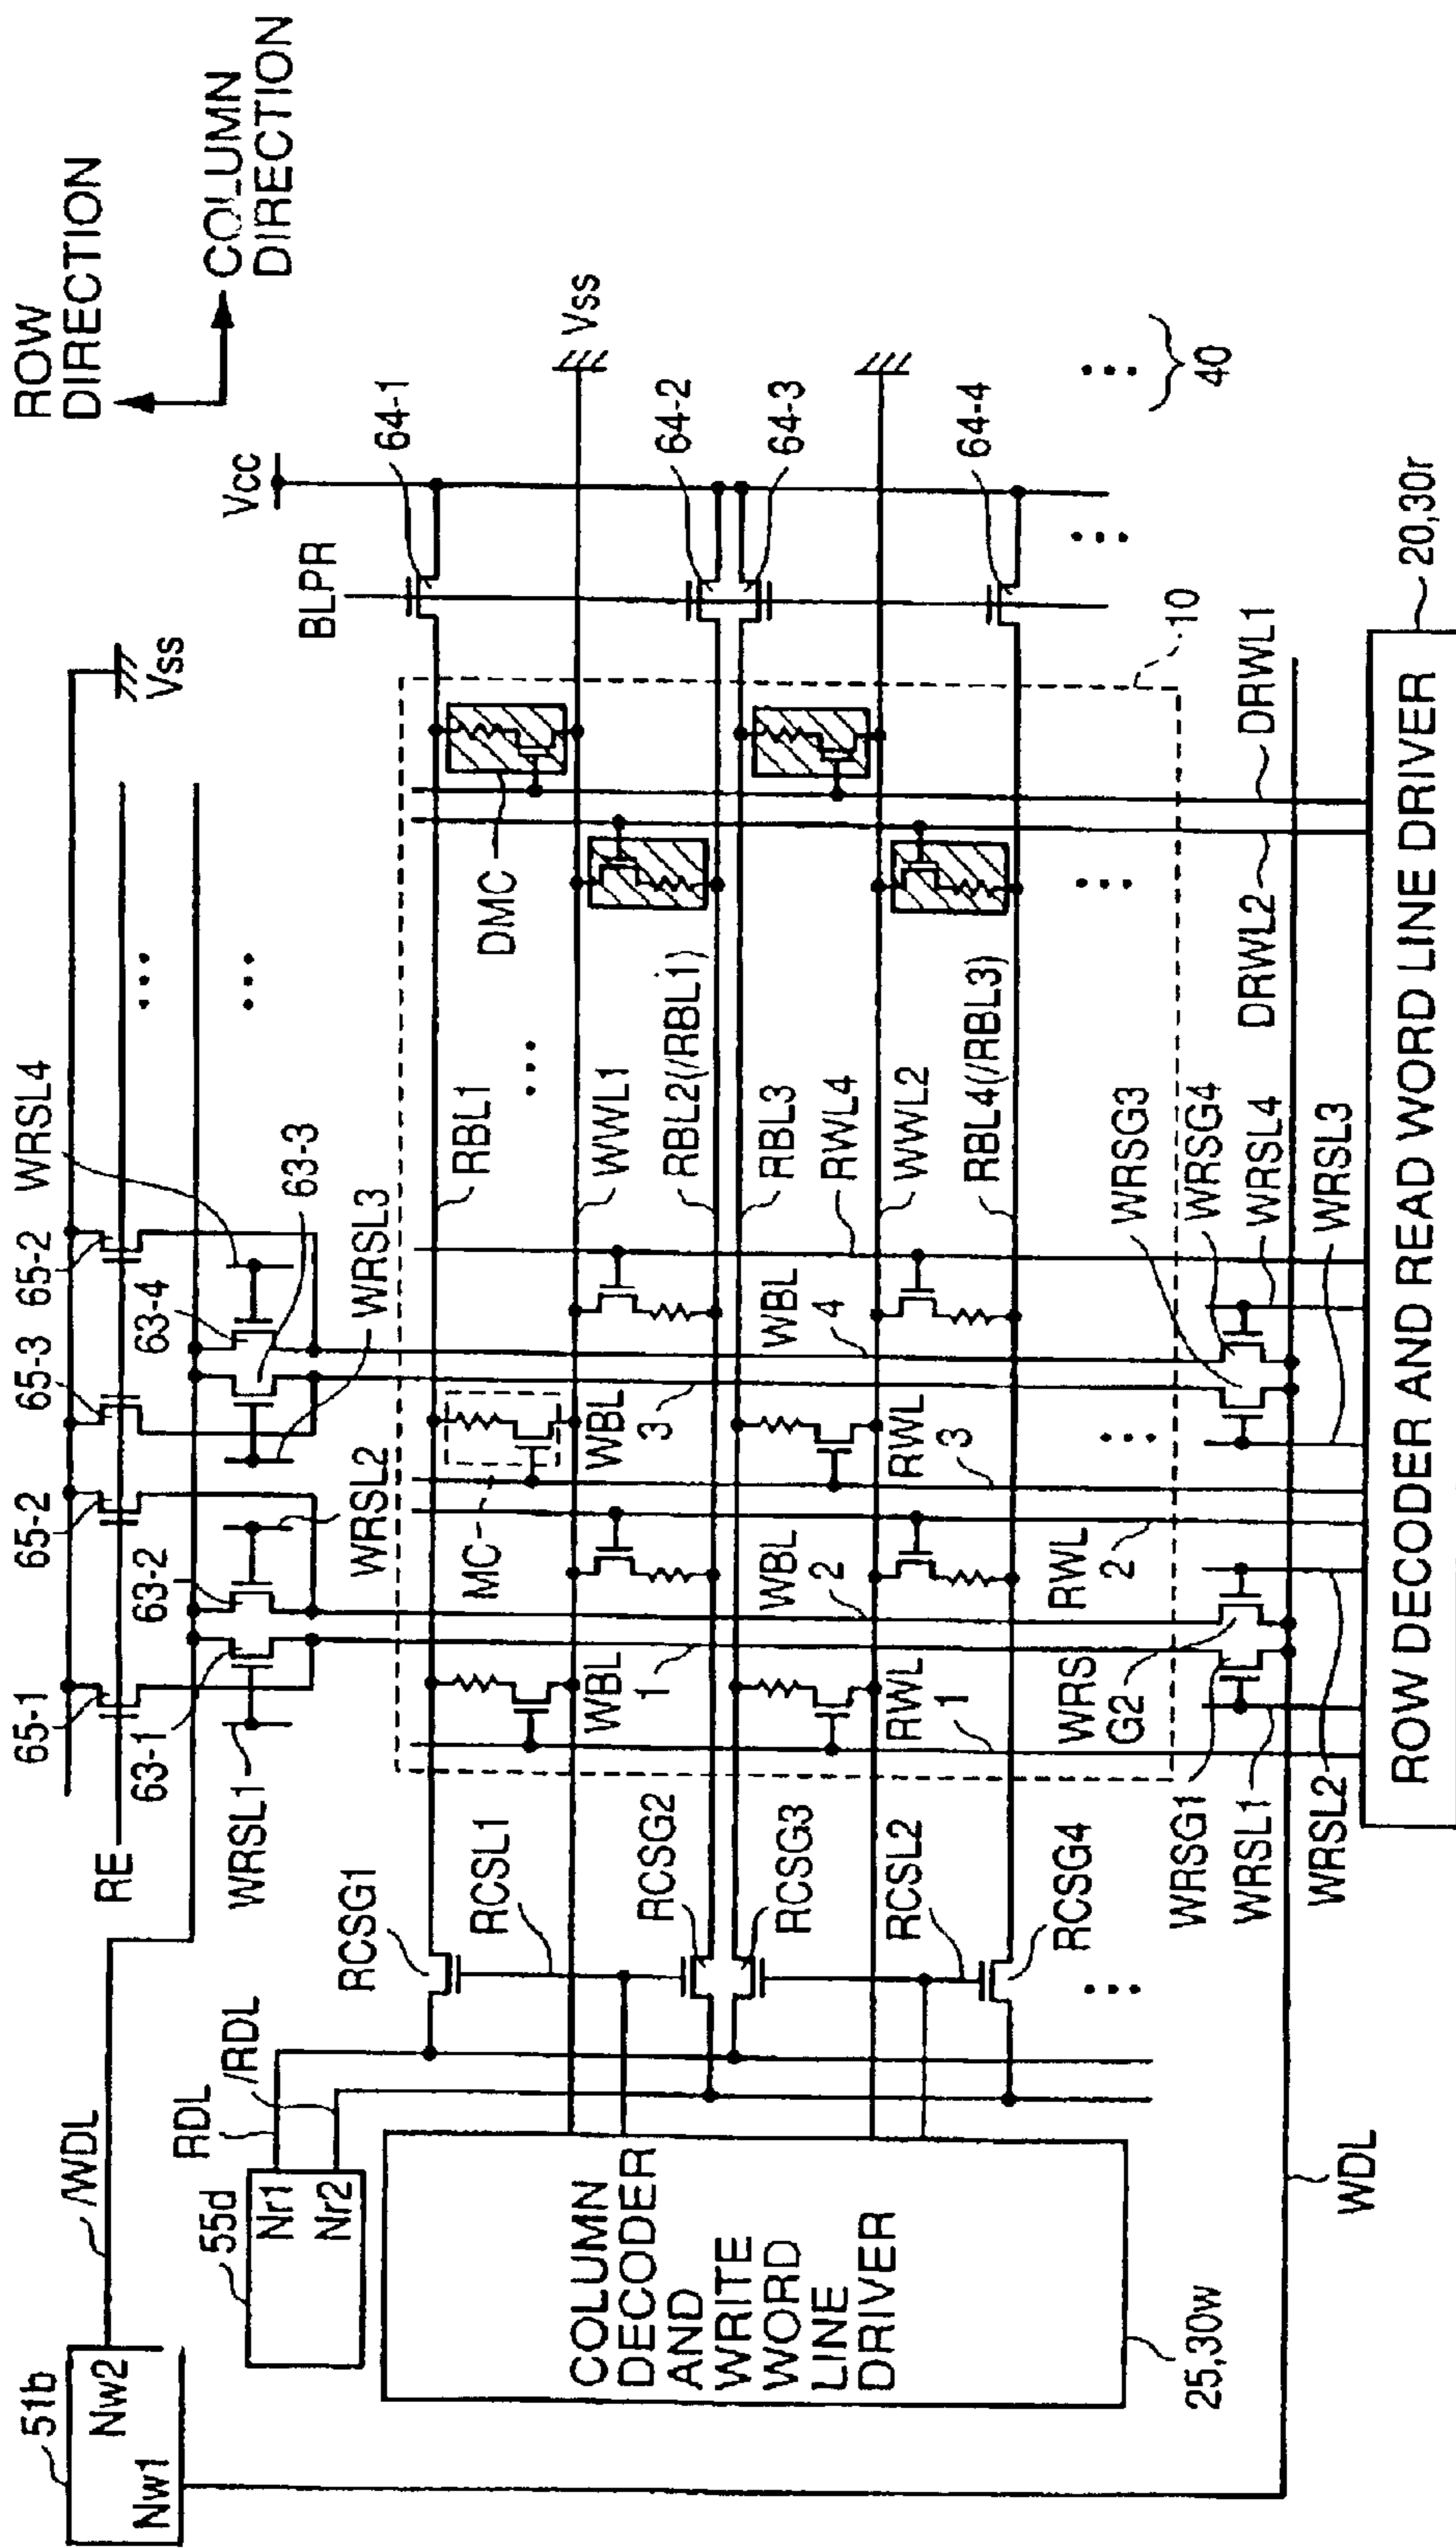 ROW
DIRECTION
COLUMN
DIRECTION
51b
Nw2
Nw1
/WDL
RE
65-1
65-2
65-3
65-2
WRSL4
Vss
63-1
63-2
63-4
63-3
WRSL1
WRSL2
WRSL3
55d
Nr1
Nr2
RDL
/RDL
BLPR
Vcc
64-1
RCSG1
RBL1
MC
DMC
RCSL1
WBL
1
WBL
3
WWL1
Vss
RCSG2
RBL2(/RBL1)
64-2
RCSG3
WBL
2
WBL
4
RBL3
64-3
RWL4
RCSL2
RWL
1
RWL
3
WWL2
RCSG4
RBL4(/RBL3)
64-4
RWL
2
10
40
COLUMN
DECODER
AND
WRITE
WORD
LINE
DRIVER
25,30w
WRS
G2
WRSG1
WRSL1
WRSL2
WRSG3
WRSG4
WRSL4
WRSL3
DRWL2
DRWL1
WDL
ROW DECODER AND READ WORD LINE DRIVER
20,30r